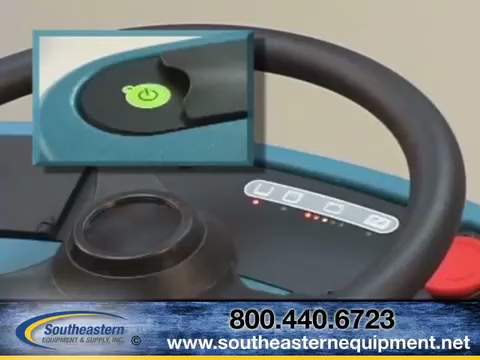 Southeastern
EQUIPMENT & SUPPLY, INC.
©
800.440.6723
www.southeasternequipment.net